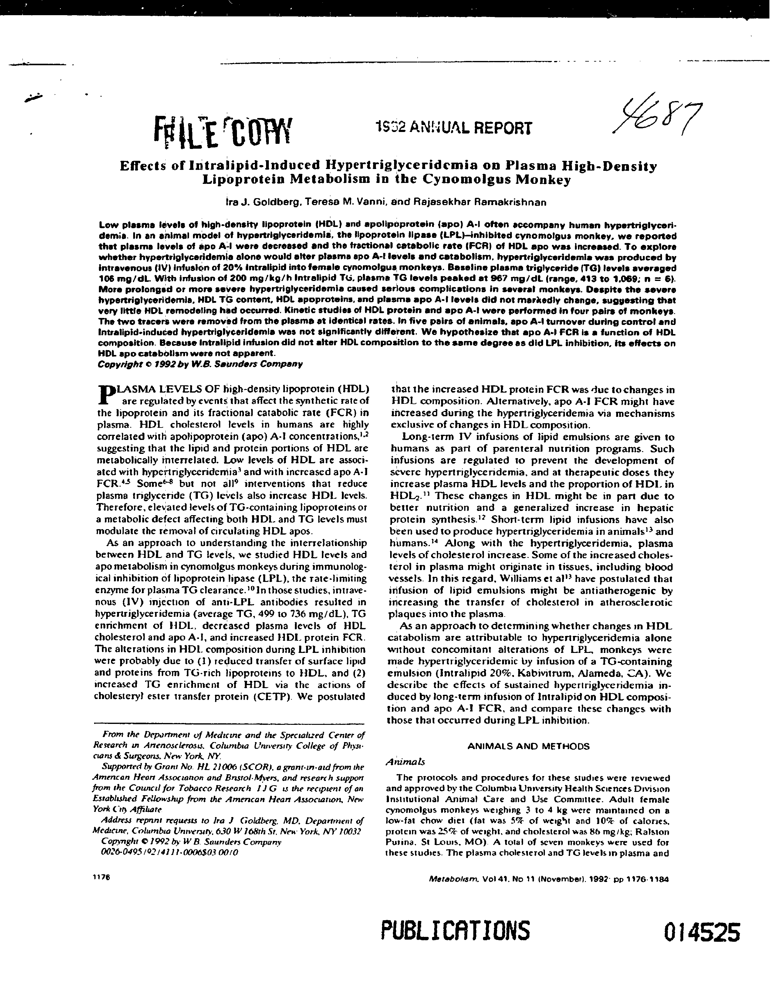 FILE COPY
1992 ANNUAL REPORT
4687
Effects of Intralipid-Induced Hypertriglyceridemia on Plasma High-Density
Lipoprotein Metabolism in the Cynomolgus Monkey
Ira J. Goldberg, Teresa M. Vanni, and Rajasekhar Ramakrishnan
Low plasma levels of high-density lipoprotein (HDL) and apolipoprotein (apo) A-I often accompany human hypertriglyceri-
demia. In an animal model of hypertriglyceridemia, the lipoprotein lipase (LPL)–inhibited cynomolgus monkey, we reported
that plasma levels of apo A-I were decreased and the fractional catabolic rate (FCR) of HDL apo was increased. To explore
whether hypertriglyceridemia alone would alter plasma apo A-I levels and catabolism, hypertriglyceridemia was produced by
intravenous (IV) infusion of 20% Intralipid into female cynomolgus monkeys. Baseline plasma triglyceride (TG) levels averaged
106 mg/dL. With infusion of 200 mg/kg/h Intralipid TG, plasma TG levels peaked at 967 mg/dL (range, 413 to 1,069; n = 6).
More prolonged or more severe hypertriglyceridemia caused serious complications in several monkeys. Despite the severe
hypertriglyceridemia, HDL TG content, HDL apoproteins, and plasma apo A-I levels did not markedly change, suggesting that
very little HDL remodeling had occurred. Kinetic studies of HDL protein and apo A-I were performed in four pairs of monkeys.
The two tracers were removed from the plasma at identical rates. In five pairs of animals, apo A-I turnover during control and
Intralipid-induced hypertriglyceridemia was not significantly different. We hypothesize that apo A-I FCR is a function of HDL
composition. Because Intralipid infusion did not alter HDL composition to the same degree as did LPL inhibition, its effects on
HDL apo catabolism were not apparent.
Copyright © 1992 by W.B. Saunders Company
PLASMA LEVELS OF high-density lipoprotein (HDL)
are regulated by events that affect the synthetic rate of
the lipoprotein and its fractional catabolic rate (FCR) in
plasma. HDL cholesterol levels in humans are highly
correlated with apolipoprotein (apo) A-I concentrations,1,2
suggesting that the lipid and protein portions of HDL are
metabolically interrelated. Low levels of HDL are associ-
ated with hypertriglyceridemia3 and with increased apo A-I
FCR.4,5 Some6-8 but not all9 interventions that reduce
plasma triglyceride (TG) levels also increase HDL levels.
Therefore, elevated levels of TG-containing lipoproteins or
a metabolic defect affecting both HDL and TG levels must
modulate the removal of circulating HDL apos.
As an approach to understanding the interrelationship
between HDL and TG levels, we studied HDL levels and
apo metabolism in cynomolgus monkeys during immunolog-
ical inhibition of lipoprotein lipase (LPL), the rate-limiting
enzyme for plasma TG clearance.10 In those studies, intrave-
nous (IV) injection of anti-LPL antibodies resulted in
hypertriglyceridemia (average TG, 499 to 736 mg/dL), TG
enrichment of HDL, decreased plasma levels of HDL
cholesterol and apo A-I, and increased HDL protein FCR.
The alterations in HDL composition during LPL inhibition
were probably due to (1) reduced transfer of surface lipid
and proteins from TG-rich lipoproteins to HDL, and (2)
increased TG enrichment of HDL via the actions of
cholesteryl ester transfer protein (CETP). We postulated
From the Department of Medicine and the Specialized Center of
Research in Arteriosclerosis, Columbia University College of Physi-
cians & Surgeons, New York, NY.
Supported by Grant No. HL 21006 (SCOR), a grant-in-aid from the
American Heart Association and Bristol-Myers, and research support
from the Council for Tobacco Research I J G is the recipient of an
Established Fellowship from the American Heart Association, New
York City Affiliate
Address reprint requests to Ira J Goldberg, MD, Department of
Medicine, Columbia University, 630 W 168th St, New York, NY 10032
Copyright © 1992 by W B Saunders Company
0026-0495/92/4111-0006$03 00/0
that the increased HDL protein FCR was due to changes in
HDL composition. Alternatively, apo A-I FCR might have
increased during the hypertriglyceridemia via mechanisms
exclusive of changes in HDL composition.
Long-term IV infusions of lipid emulsions are given to
humans as part of parenteral nutrition programs. Such
infusions are regulated to prevent the development of
severe hypertriglyceridemia, and at therapeutic doses they
increase plasma HDL levels and the proportion of HDL in
HDL2.11 These changes in HDL might be in part due to
better nutrition and a generalized increase in hepatic
protein synthesis.12 Short-term lipid infusions have also
been used to produce hypertriglyceridemia in animals13 and
humans.14 Along with the hypertriglyceridemia, plasma
levels of cholesterol increase. Some of the increased choles-
terol in plasma might originate in tissues, including blood
vessels. In this regard, Williams et al13 have postulated that
infusion of lipid emulsions might be antiatherogenic by
increasing the transfer of cholesterol in atherosclerotic
plaques into the plasma.
As an approach to determining whether changes in HDL
catabolism are attributable to hypertriglyceridemia alone
without concomitant alterations of LPL, monkeys were
made hypertriglyceridemic by infusion of a TG-containing
emulsion (Intralipid 20%, Kabivitrum, Alameda, CA). We
describe the effects of sustained hypertriglyceridemia in-
duced by long-term infusion of Intralipid on HDL composi-
tion and apo A-I FCR, and compare these changes with
those that occurred during LPL inhibition.
ANIMALS AND METHODS
Animals
The protocols and procedures for these studies were reviewed
and approved by the Columbia University Health Sciences Division
Institutional Animal Care and Use Committee. Adult female
cynomolgus monkeys weighing 3 to 4 kg were maintained on a
low-fat chow diet (fat was 5% of weight and 10% of calories,
protein was 25% of weight, and cholesterol was 86 mg/kg; Ralston
Purina, St Louis, MO). A total of seven monkeys were used for
these studies. The plasma cholesterol and TG levels in plasma and
1176
Metabolism, Vol 41, No 11 (November), 1992: pp 1176-1184
PUBLICATIONS
014525